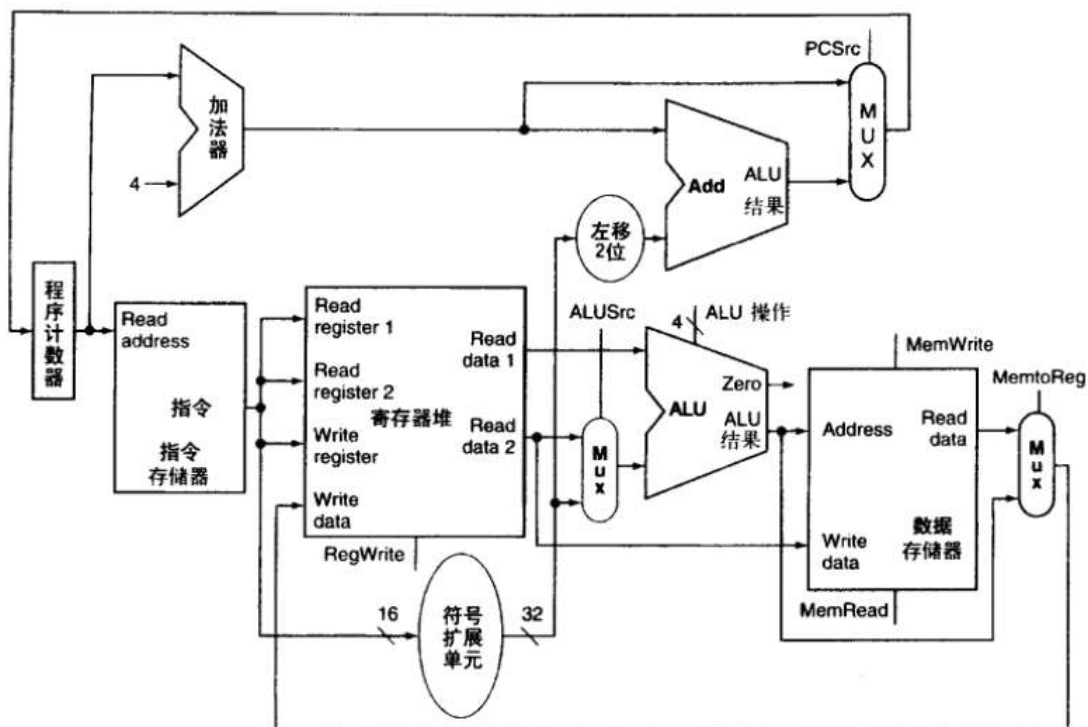 PCSrc
加
法
器
M
U
X
4
Add
ALU
结果
左移
2位
程
序
计
数
器
Read
address
指令
指令
存储器
Read
register 1
Read
register 2
Write
register
Write
data
Read
data 1
Read
data 2
寄存器堆
RegWrite
ALUSrc
M
u
x
4
ALU 操作
Zero
ALU
ALU
结果
MemWrite
Address
Read
data
Write
data
数据
存储器
MemRead
MemtoReg
M
u
x
16
符号
扩展
单元
32